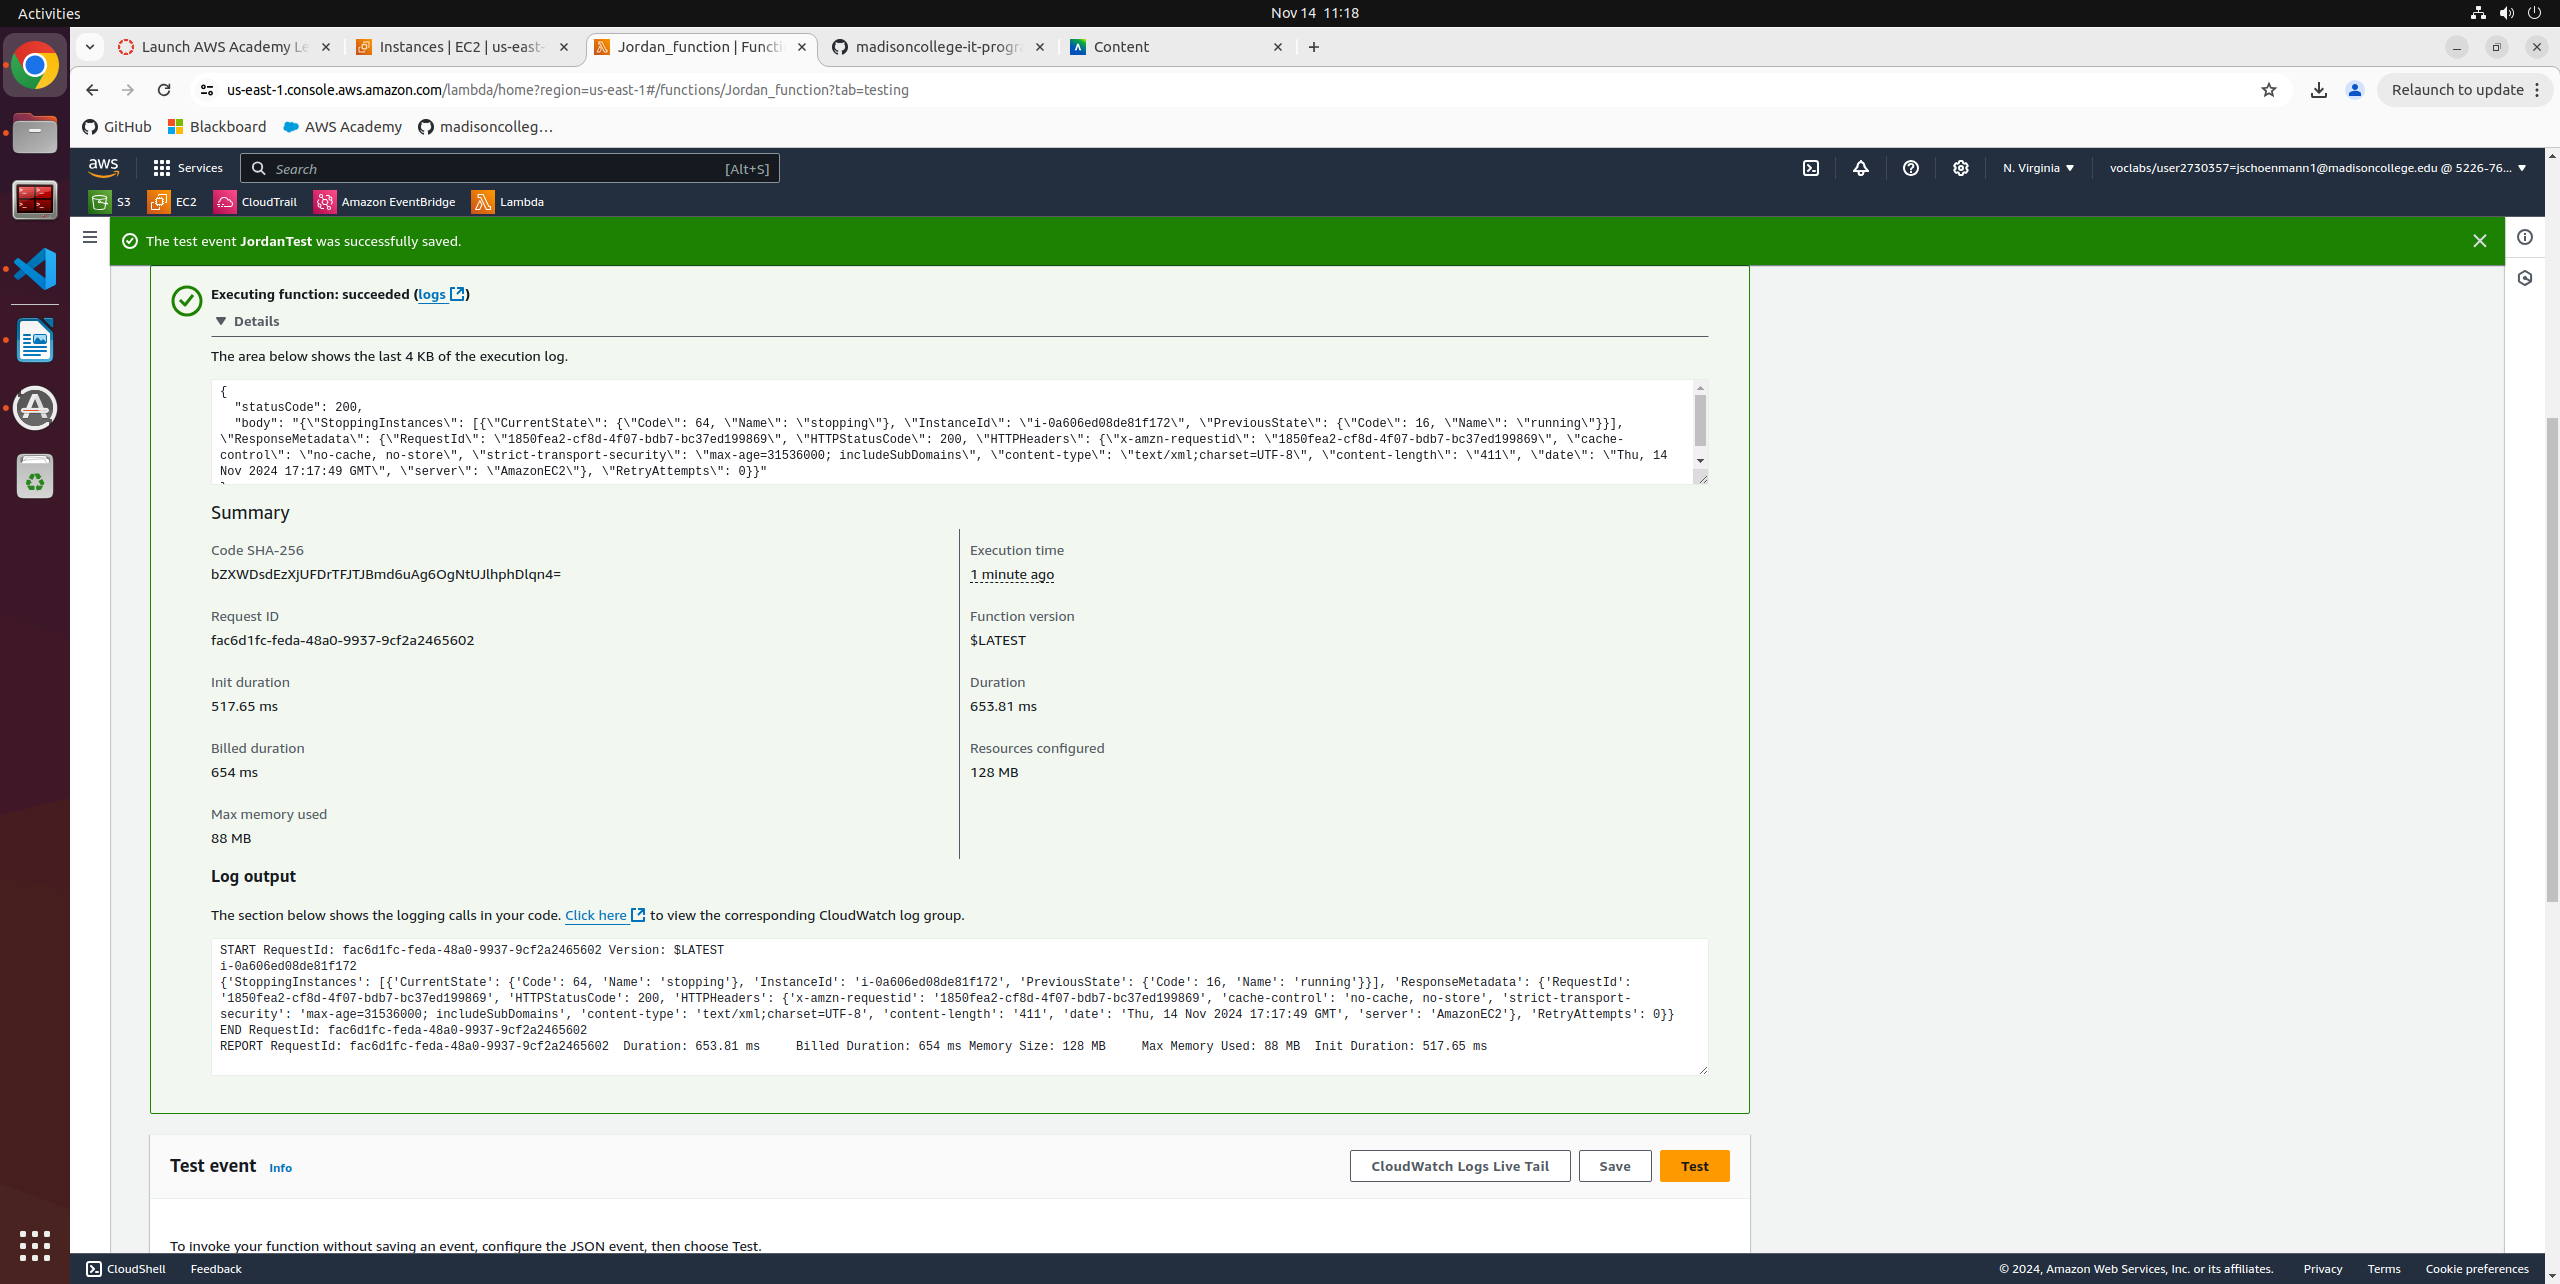 Activities
Nov 14 11:18
Launch AWS Academy Le
Instances | EC2 | us-east-
Jordan_function | Functi
madisoncollege-it-progra
Content
us-east-1.console.aws.amazon.com/lambda/home?region=us-east-1#/functions/Jordan_function?tab=testing
Relaunch to update
GitHub
Blackboard
AWS Academy
madisoncolleg…
aws
Services
Search
[Alt+S]
N. Virginia
voclabs/user2730357=jschoenmann1@madisoncollege.edu @ 5226-76...
S3
EC2
CloudTrail
Amazon EventBridge
Lambda
The test event JordanTest was successfully saved.
Executing function: succeeded (logs)
Details
The area below shows the last 4 KB of the execution log.
{
"statusCode": 200,
"body": "{\"StoppingInstances\": [{\"CurrentState\": {\"Code\": 64, \"Name\": \"stopping\"}, \"InstanceId\": \"i-0a606ed08de81f172\", \"PreviousState\": {\"Code\": 16, \"Name\": \"running\"}}],
\"ResponseMetadata\": {\"RequestId\": \"1850fea2-cf8d-4f07-bdb7-bc37ed199869\", \"HTTPStatusCode\": 200, \"HTTPHeaders\": {\"x-amzn-requestid\": \"1850fea2-cf8d-4f07-bdb7-bc37ed199869\", \"cache-
control\": \"no-cache, no-store\", \"strict-transport-security\": \"max-age=31536000; includeSubDomains\", \"content-type\": \"text/xml;charset=UTF-8\", \"content-length\": \"411\", \"date\": \"Thu, 14
Nov 2024 17:17:49 GMT\", \"server\": \"AmazonEC2\"}, \"RetryAttempts\": 0}}"
Summary
Code SHA-256
bZXWDsdEzXjUFDrTFJTJBmd6uAg6OgNtUJlhphDlqn4=
Execution time
1 minute ago
Request ID
fac6d1fc-feda-48a0-9937-9cf2a2465602
Function version
$LATEST
Init duration
517.65 ms
Duration
653.81 ms
Billed duration
654 ms
Resources configured
128 MB
Max memory used
88 MB
Log output
The section below shows the logging calls in your code. Click here to view the corresponding CloudWatch log group.
START RequestId: fac6d1fc-feda-48a0-9937-9cf2a2465602 Version: $LATEST
i-0a606ed08de81f172
{'StoppingInstances': [{'CurrentState': {'Code': 64, 'Name': 'stopping'}, 'InstanceId': 'i-0a606ed08de81f172', 'PreviousState': {'Code': 16, 'Name': 'running'}}], 'ResponseMetadata': {'RequestId':
'1850fea2-cf8d-4f07-bdb7-bc37ed199869', 'HTTPStatusCode': 200, 'HTTPHeaders': {'x-amzn-requestid': '1850fea2-cf8d-4f07-bdb7-bc37ed199869', 'cache-control': 'no-cache, no-store', 'strict-transport-
security': 'max-age=31536000; includeSubDomains', 'content-type': 'text/xml;charset=UTF-8', 'content-length': '411', 'date': 'Thu, 14 Nov 2024 17:17:49 GMT', 'server': 'AmazonEC2'}, 'RetryAttempts': 0}}
END RequestId: fac6d1fc-feda-48a0-9937-9cf2a2465602
REPORT RequestId: fac6d1fc-feda-48a0-9937-9cf2a2465602 Duration: 653.81 ms Billed Duration: 654 ms Memory Size: 128 MB Max Memory Used: 88 MB Init Duration: 517.65 ms
Test event
Info
CloudWatch Logs Live Tail
Save
Test
To invoke your function without saving an event, configure the JSON event, then choose Test.
CloudShell
Feedback
© 2024, Amazon Web Services, Inc. or its affiliates.
Privacy
Terms
Cookie preferences